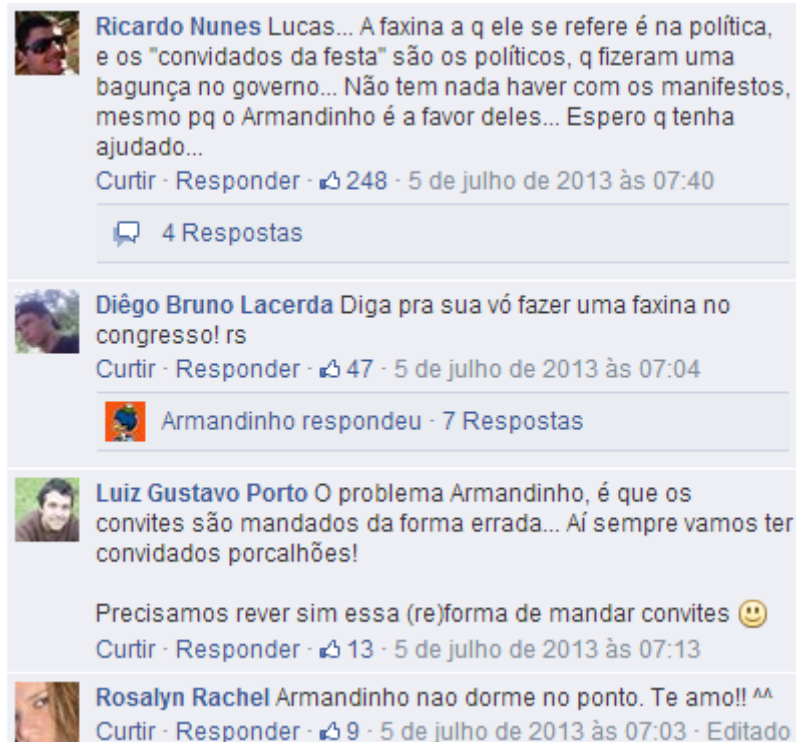 Ricardo Nunes Lucas... A faxina a q ele se refere é na política,
e os "convidados da festa" são os políticos, q fizeram uma
bagunça no governo... Não tem nada haver com os manifestos,
mesmo pq o Armandinho é a favor deles... Espero q tenha
ajudado...
Curtir · Responder · 248 · 5 de julho de 2013 às 07:40
4 Respostas
Diêgo Bruno Lacerda Diga pra sua vó fazer uma faxina no
congresso! rs
Curtir · Responder · 47 · 5 de julho de 2013 às 07:04
Armandinho respondeu · 7 Respostas
Luiz Gustavo Porto O problema Armandinho, é que os
convites são mandados da forma errada... Aí sempre vamos ter
convidados porcalhões!
Precisamos rever sim essa (re)forma de mandar convites
Curtir · Responder · 13 · 5 de julho de 2013 às 07:13
Rosalyn Rachel Armandinho nao dorme no ponto. Te amo!! ^^
Curtir · Responder · 9 · 5 de julho de 2013 às 07:03 · Editado